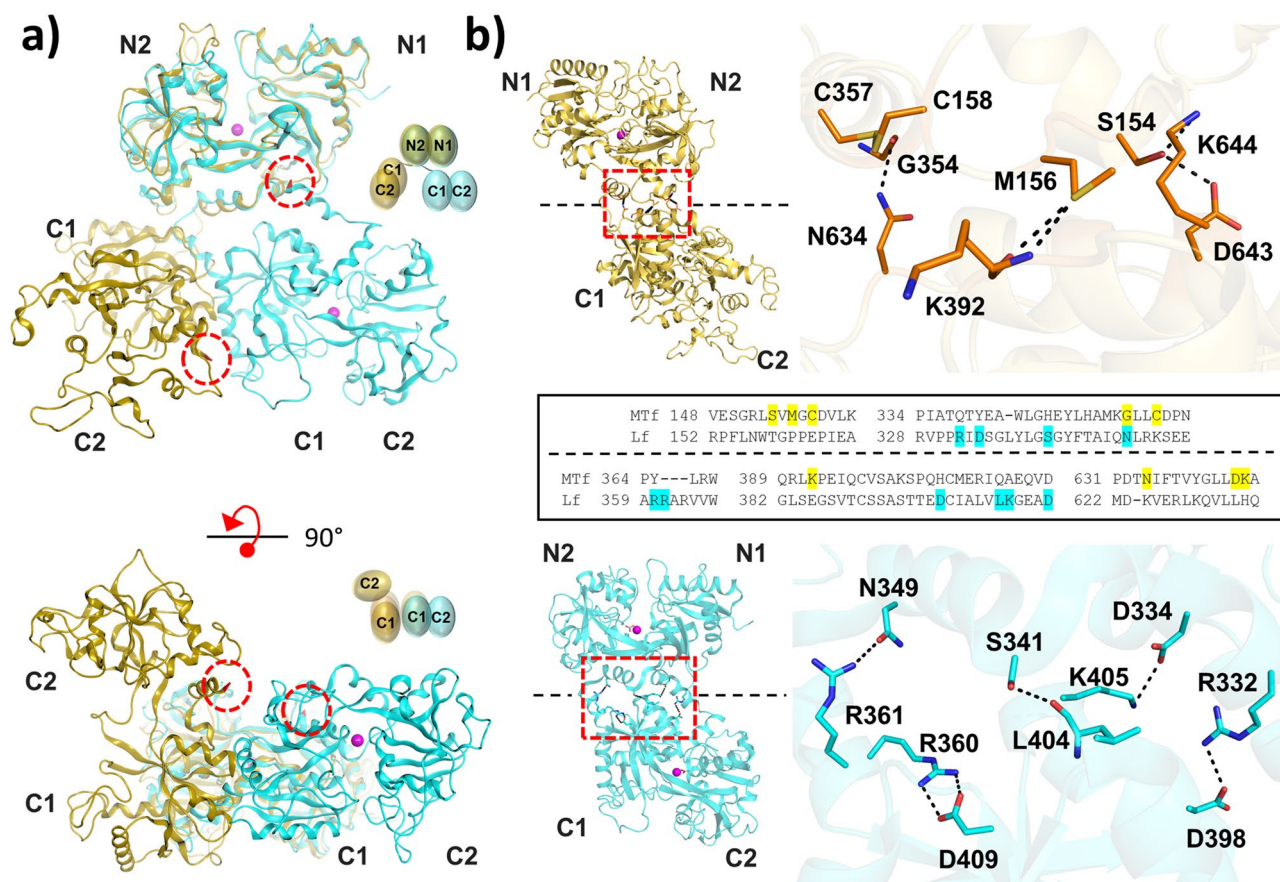 a)
N2
N1
N2 N1
C1
C2
C1 C2
C1
C2
C1
C2
90°
C2
C1
C1 C2
C2
C1
C1
C2
b)
N1
N2
C1
C2
C357
C158
S154
G354
K644
M156
N634
D643
K392
MTf 148 VESGRLSVMGCDVLK 334 PIATQTYEA-WLGHEYLHAMKGLLCDPN
Lf 152 RPFLNWTGPPEPIEA 328 RVPPRIDSGLYLGSGYFTAIQNLRKSEE
MTf 364 PY---LRW 389 QRLKPEIQCVSAKSPQHCMERIQAEQVD 631 PDTNIFTVYGLLDKA
Lf 359 ARRARVVW 382 GLSEGSVTCSSASTTEDCIALVLKGEAD 622 MD-KVERLKQVLLHQ
N2
N1
C1
C2
N349
D334
S341
K405
R332
R361
R360
L404
D409
D398